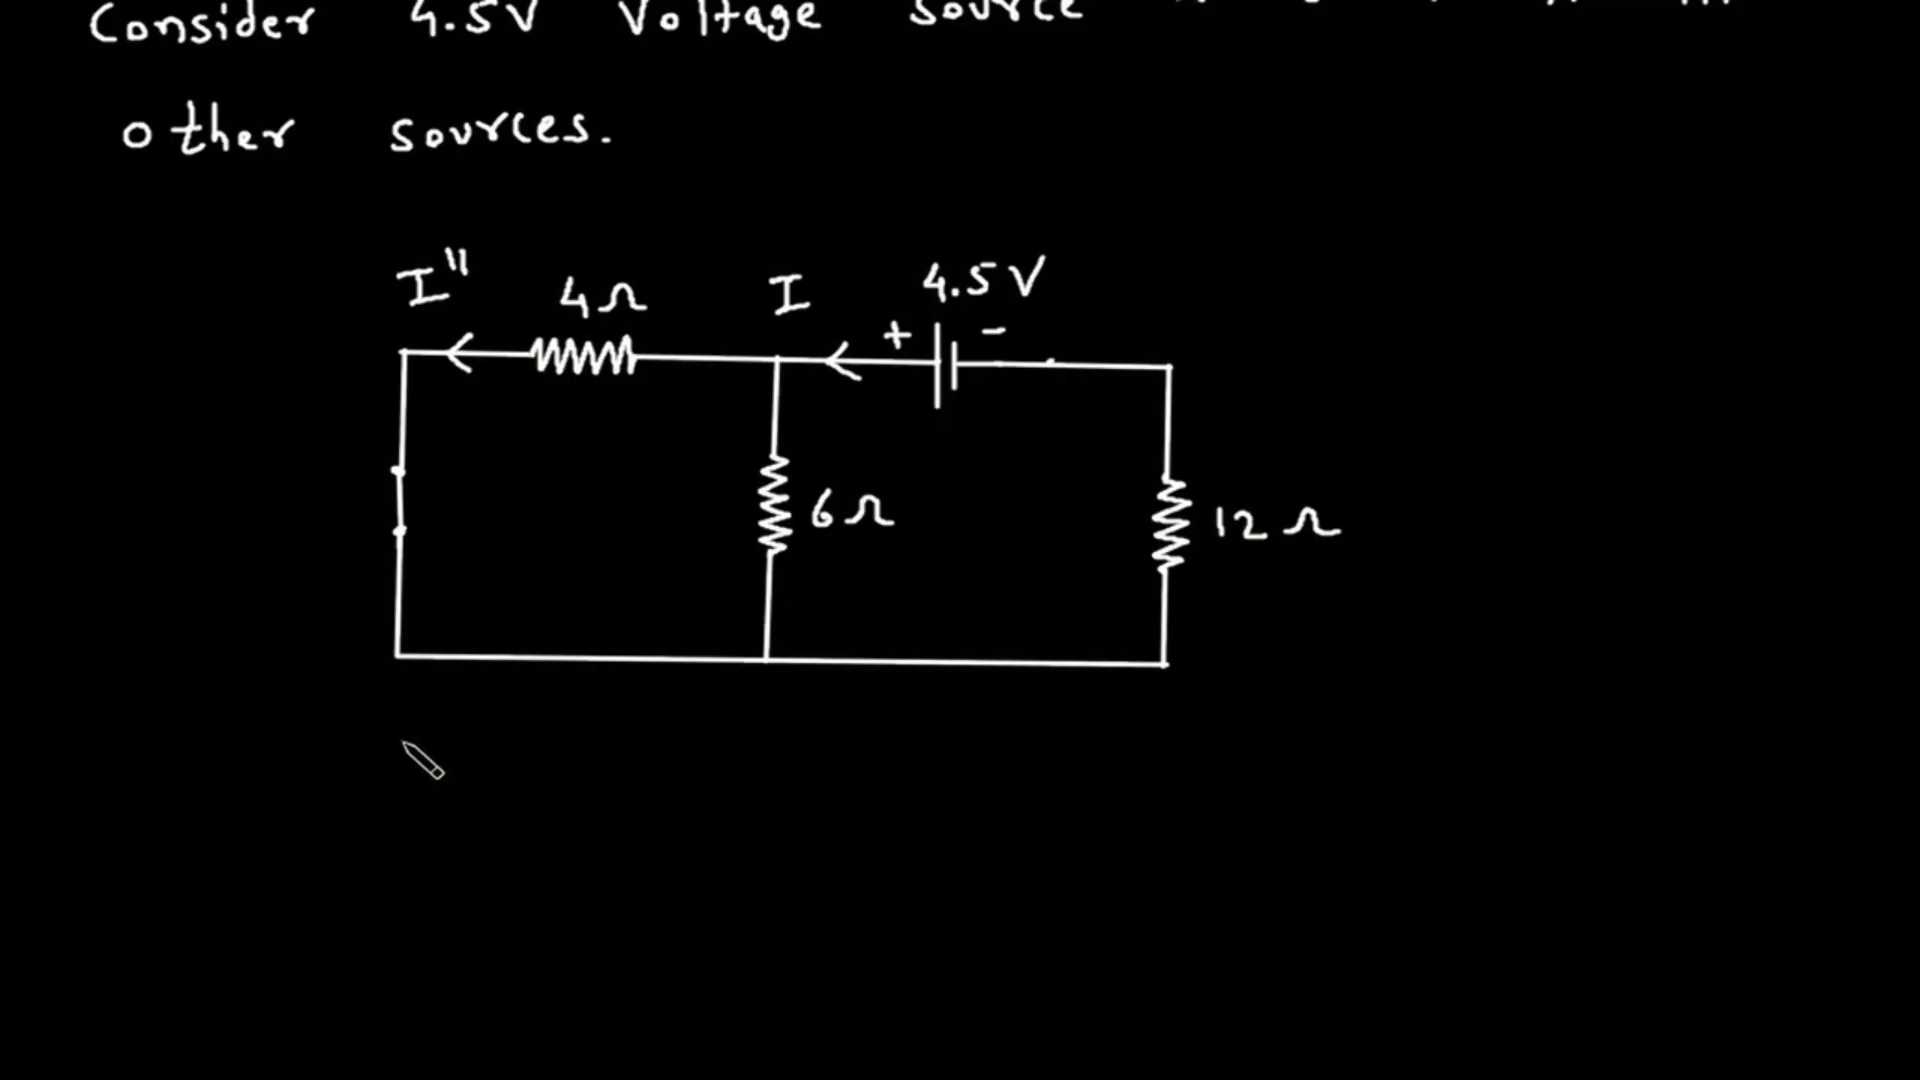 Consider 4.5V Voltage source
other sources.
I" 4Ω I 4.5V
+ -
6Ω 12Ω